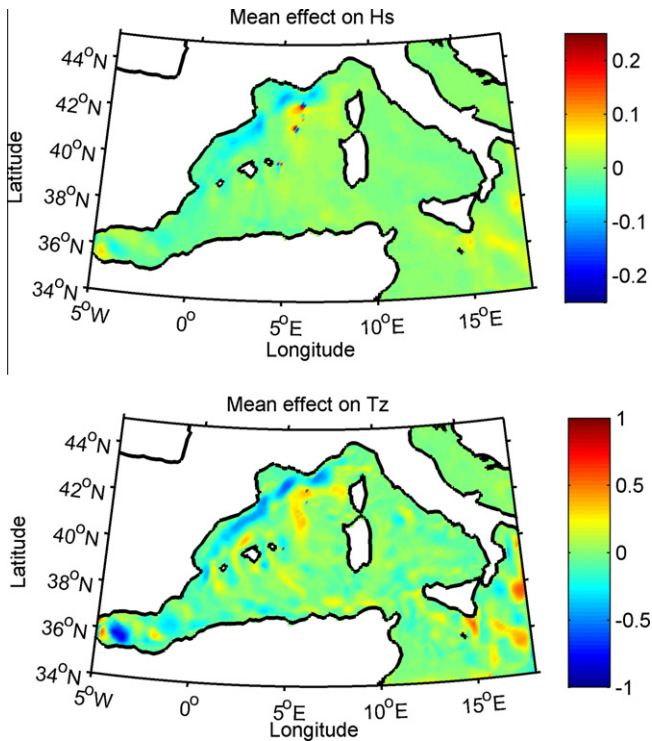 Mean effect on Hs
44°N
42°N
40°N
38°N
36°N
34°N
5°W
0°
5°E
10°E
15°E
Latitude
Longitude
0.2
0.1
0
-0.1
-0.2
Mean effect on Tz
44°N
42°N
40°N
38°N
36°N
34°N
5°W
0°
5°E
10°E
15°E
Latitude
Longitude
1
0.5
0
-0.5
-1